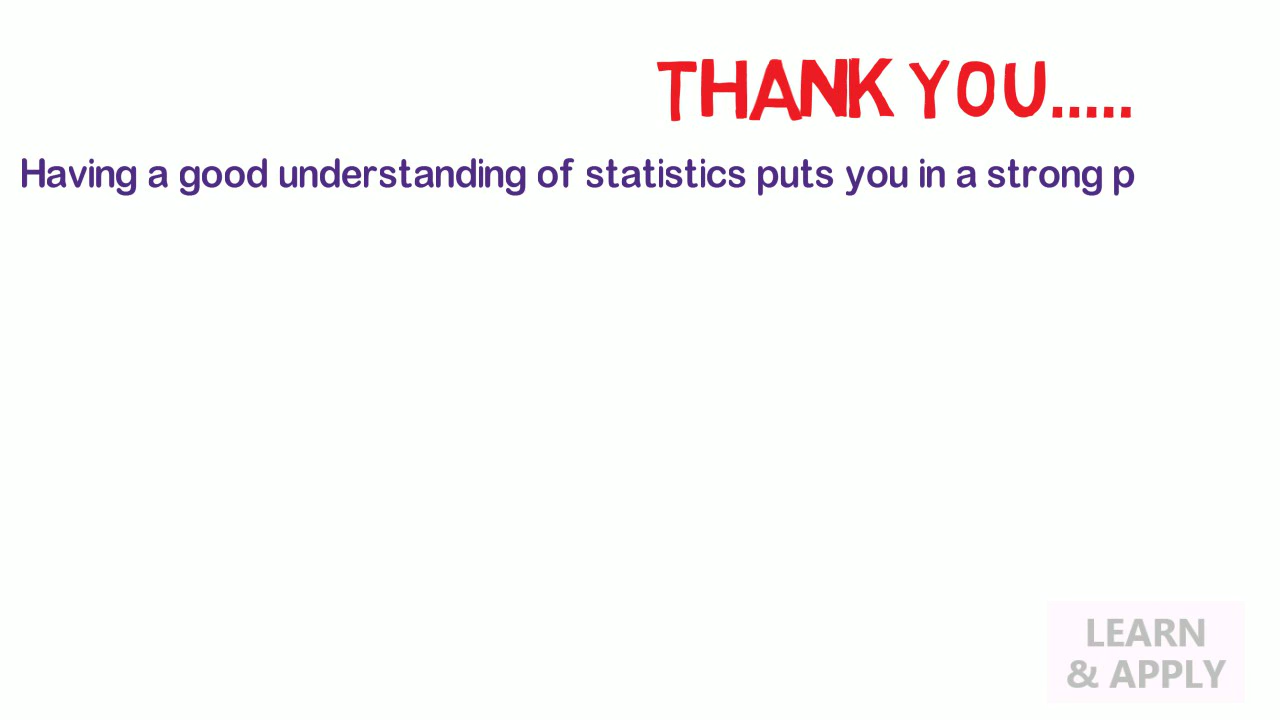 THANK YOU.....
Having a good understanding of statistics puts you in a strong p
LEARN
& APPLY